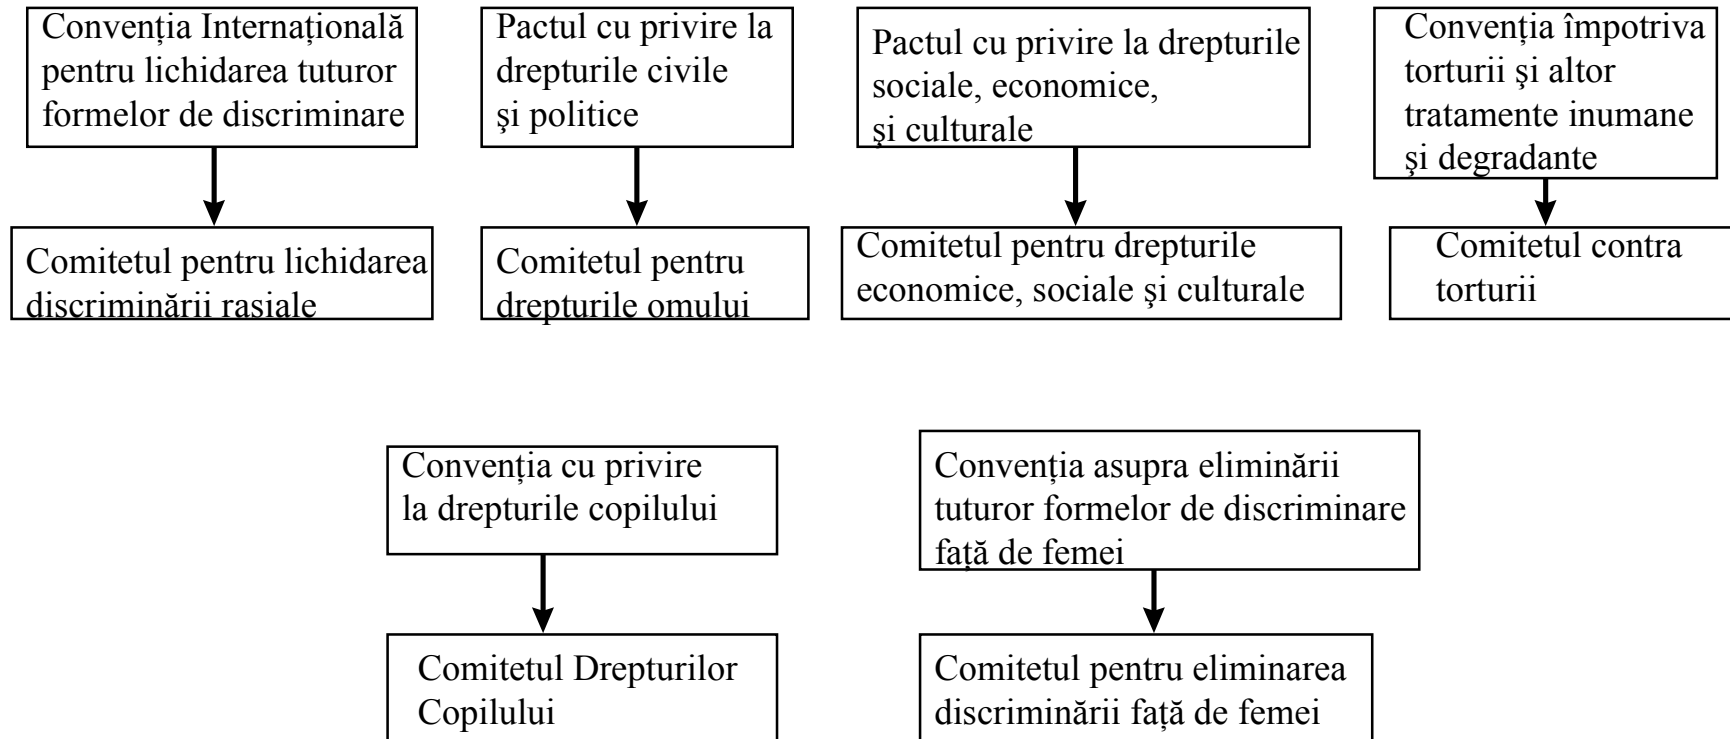 Convenția Internațională
pentru lichidarea tuturor
formelor de discriminare
Pactul cu privire la
drepturile civile
şi politice
Pactul cu privire la drepturile
sociale, economice,
şi culturale
Convenția împotriva
torturii şi altor
tratamente inumane
şi degradante
Comitetul pentru lichidarea
discriminării rasiale
Comitetul pentru
drepturile omului
Comitetul pentru drepturile
economice, sociale şi culturale
Comitetul contra
torturii
Convenția cu privire
la drepturile copilului
Convenția asupra eliminării
tuturor formelor de discriminare
față de femei
Comitetul Drepturilor
Copilului
Comitetul pentru eliminarea
discriminării față de femei